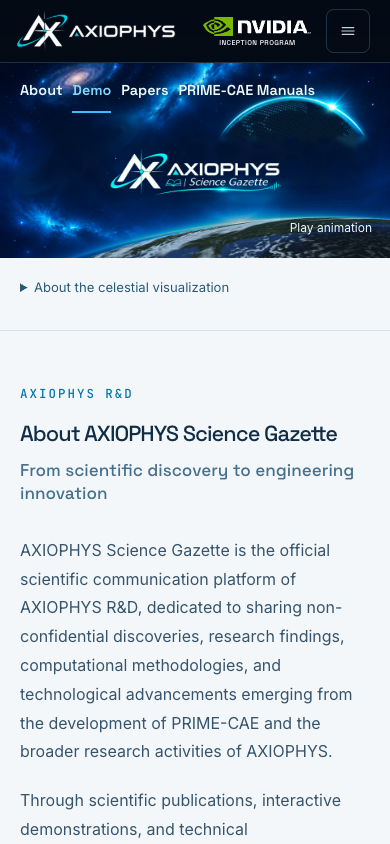 AXIOPHYS
NVIDIA
INCEPTION PROGRAM
About Demo Papers PRIME-CAE Manuals
AXIOPHYS
Science Gazette
Play animation
About the celestial visualization
AXIOPHYS R&D
About AXIOPHYS Science Gazette
From scientific discovery to engineering
innovation
AXIOPHYS Science Gazette is the official
scientific communication platform of
AXIOPHYS R&D, dedicated to sharing non-
confidential discoveries, research findings,
computational methodologies, and
technological advancements emerging from
the development of PRIME-CAE and the
broader research activities of AXIOPHYS.
Through scientific publications, interactive
demonstrations, and technical